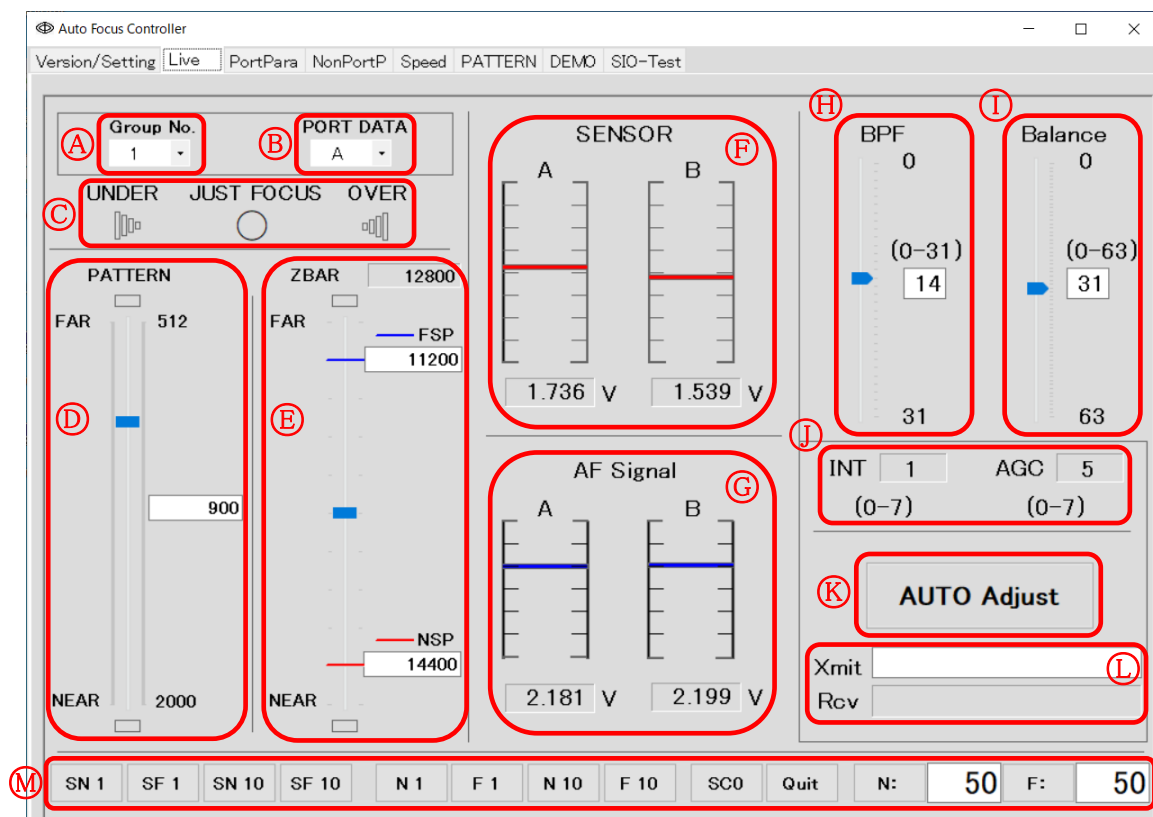 Auto Focus Controller
Version/Setting Live PortPara NonPortP Speed PATTERN DEMO SIO-Test
Ⓐ Group No.
1
Ⓑ PORT DATA
A
Ⓒ UNDER JUST FOCUS OVER
PATTERN
FAR 512
Ⓓ
900
NEAR 2000
ZBAR 12800
FAR
FSP
11200
Ⓔ
NSP
14400
NEAR
SENSOR Ⓕ
A B
1.736 V 1.539 V
AF Signal Ⓖ
A B
2.181 V 2.199 V
Ⓗ BPF
0
(0-31)
14
31
Ⓘ Balance
0
(0-63)
31
63
Ⓙ INT 1 AGC 5
(0-7) (0-7)
Ⓚ AUTO Adjust
Xmit Ⓛ
Rcv
Ⓜ SN 1 SF 1 SN 10 SF 10 N 1 F 1 N 10 F 10 SC0 Quit N: 50 F: 50